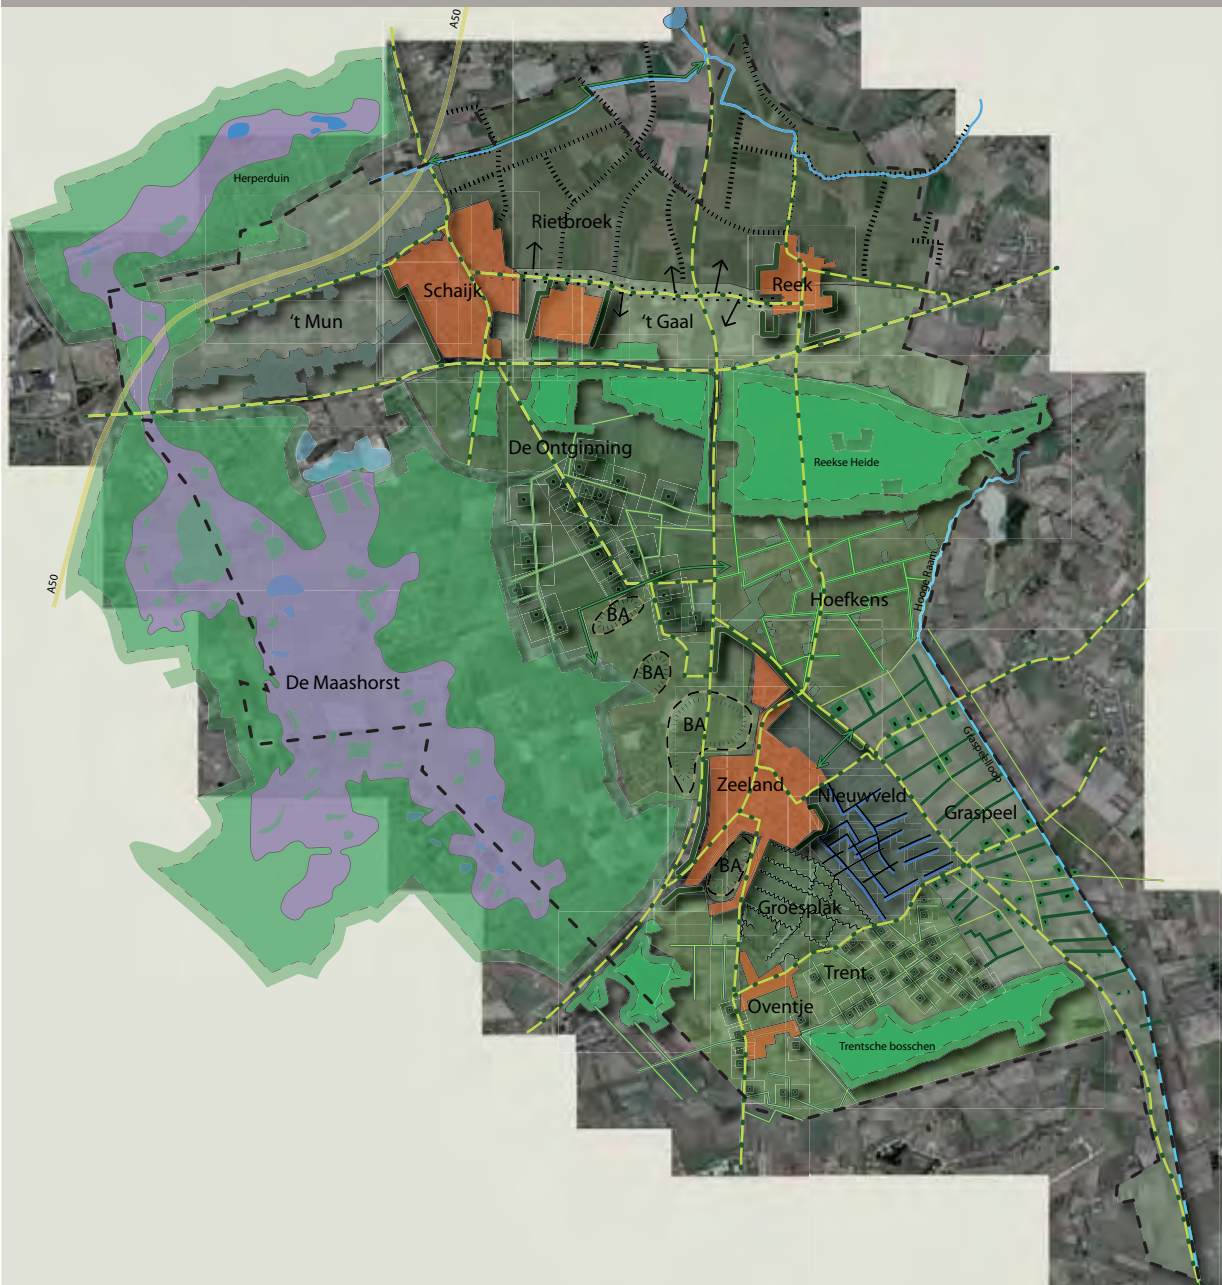 A50
Herperduin
Rietbroek
Schaijk
Reek
‘t Mun
‘t Gaal
De Ontginning
Reekse Heide
A50
Hooge Raam
Hoefkens
BA
BA
De Maashorst
BA
Graspeelloop
Zeeland
Nieuwveld
Graspeel
BA
Groesplak
Trent
Oventje
Trentsche bosschen